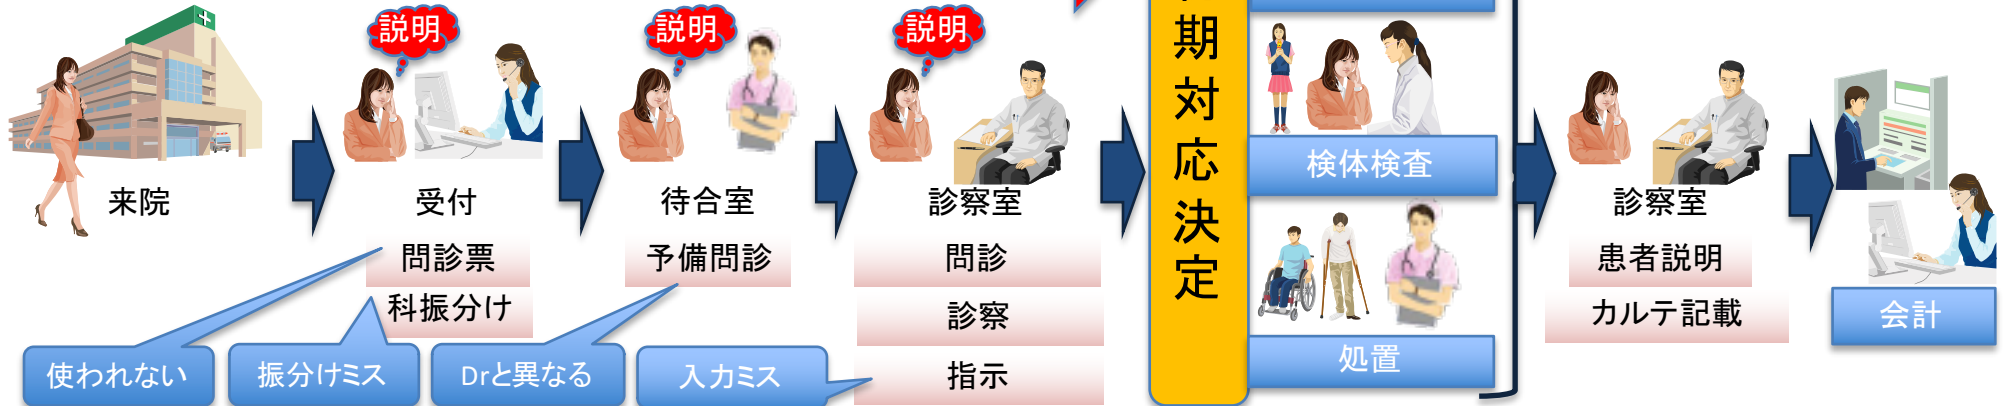 説明
説明
説明
来院
受付
問診票
科振分け
待合室
予備問診
診察室
問診
診察
指示
使われない
振分けミス
Drと異なる
入力ミス
期対応決定
検体検査
処置
診察室
患者説明
カルテ記載
会計